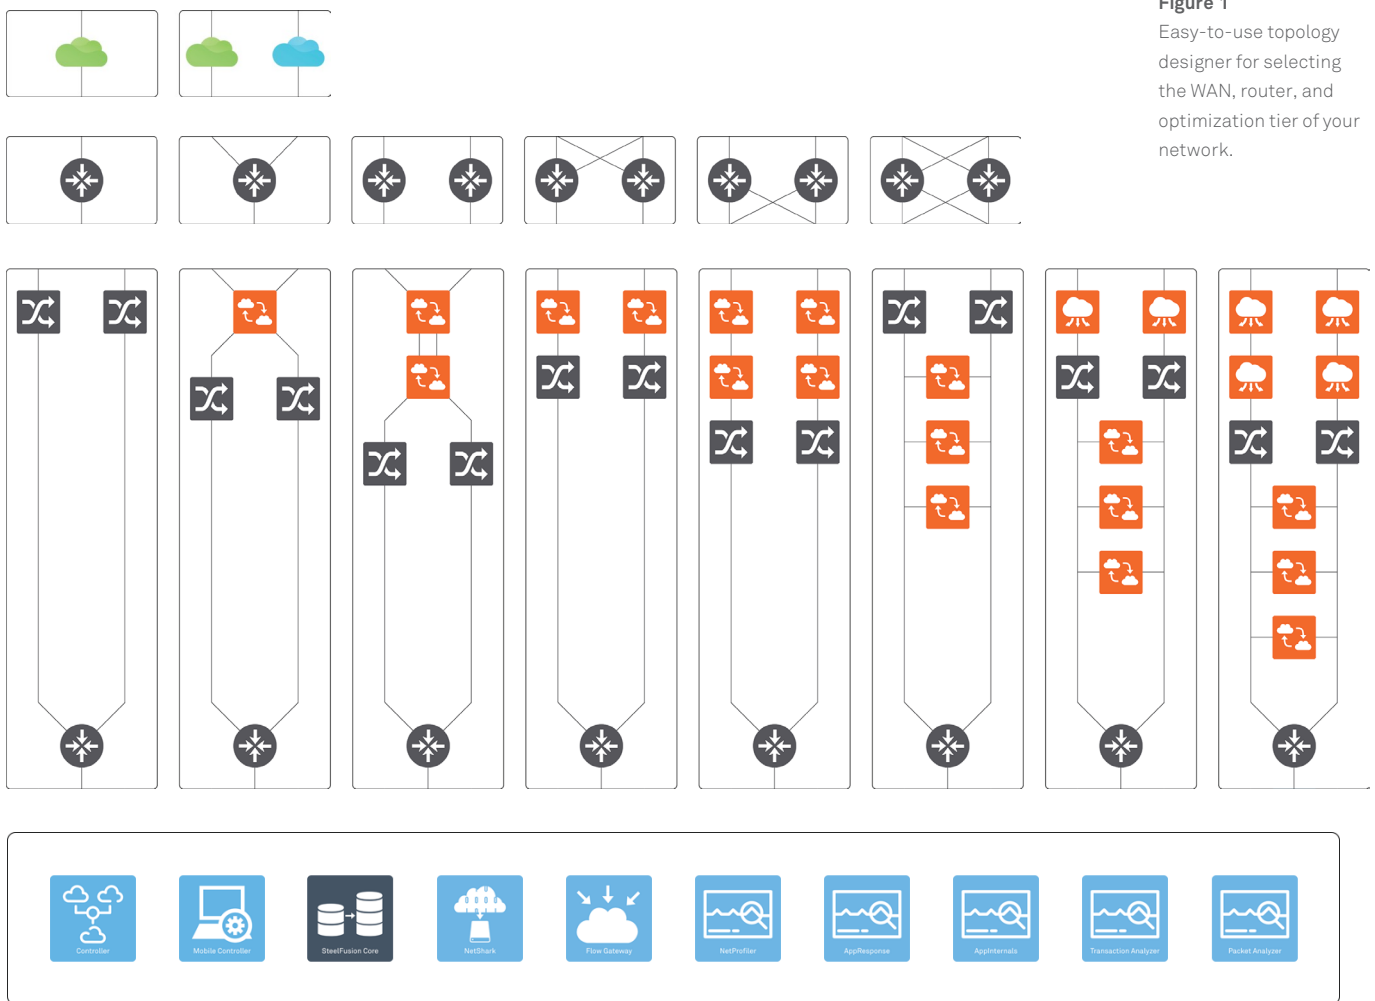 Figure 1
Easy-to-use topology
designer for selecting
the WAN, router, and
optimization tier of your
network.
Controller
Mobile Controller
SteelFusion Core
NetShark
Flow Gateway
NetProfiler
AppResponse
AppInternals
Transaction Analyzer
Packet Analyzer